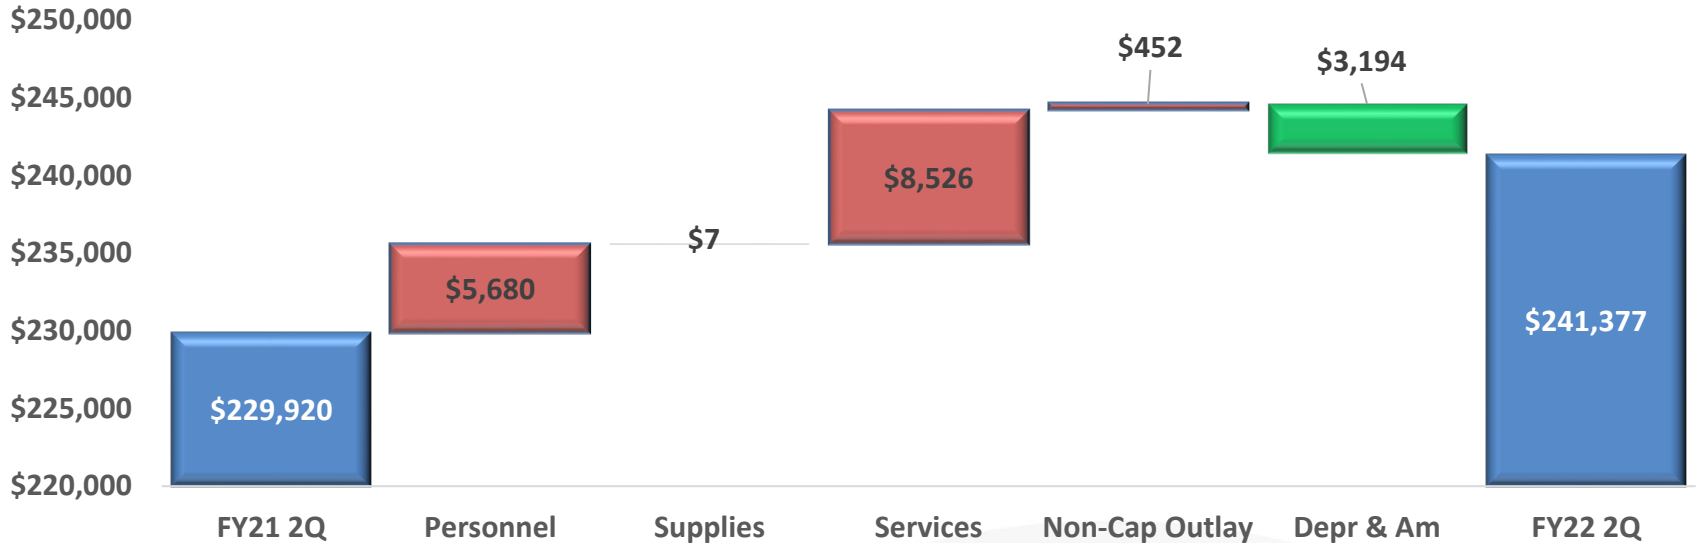 $250,000
$245,000
$240,000
$235,000
$230,000
$225,000
$220,000
$229,920
$5,680
$7
$8,526
$452
$3,194
$241,377
FY21 2Q
Personnel
Supplies
Services
Non-Cap Outlay
Depr & Am
FY22 2Q